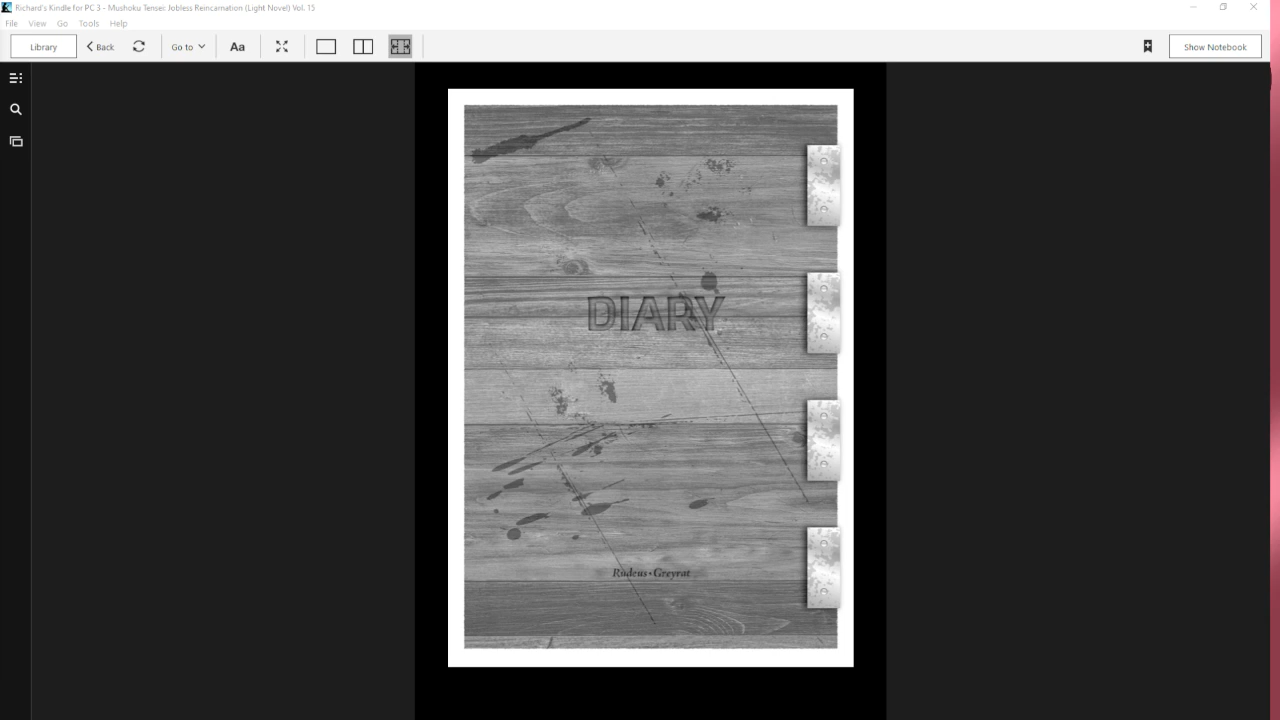 Richard's Kindle for PC 3 - Mushoku Tensei: Jobless Reincarnation (Light Novel) Vol. 15
File View Go Tools Help
Library Back Go to Aa Show Notebook
DIARY
Rudeus•Greyrat